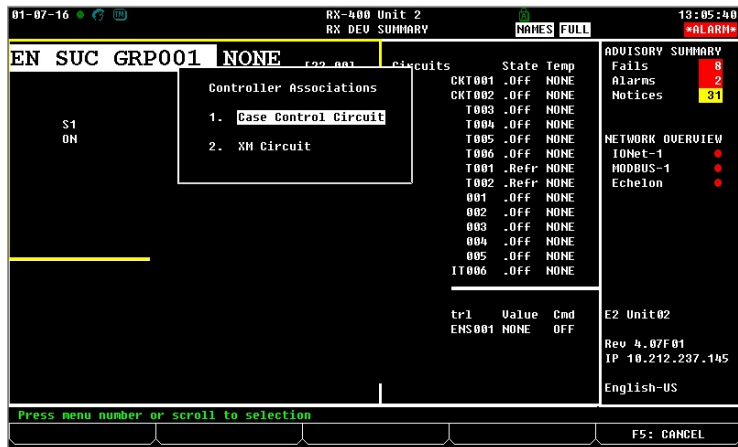 01-07-16 RX-400 Unit 2 13:05:40
RX DEV SUMMARY NAMES FULL *ALARM*
EN SUC GRP001 NONE
Circuits State Temp
CKT001 .Off NONE
CKT002 .Off NONE
T003 .Off NONE
T004 .Off NONE
T005 .Off NONE
T006 .Off NONE
T001 .Refr NONE
T002 .Refr NONE
001 .Off NONE
002 .Off NONE
003 .Off NONE
004 .Off NONE
005 .Off NONE
IT006 .Off NONE
S1
ON
Controller Associations
1. Case Control Circuit
2. XM Circuit
trl Value Cmd
ENS001 NONE OFF
ADVISORY SUMMARY
Fails 8
Alarms 2
Notices 31
NETWORK OVERVIEW
IONet-1
MODBUS-1
Echelon
E2 Unit02
Rev 4.07F01
IP 10.212.237.145
English-US
Press menu number or scroll to selection
F5: CANCEL